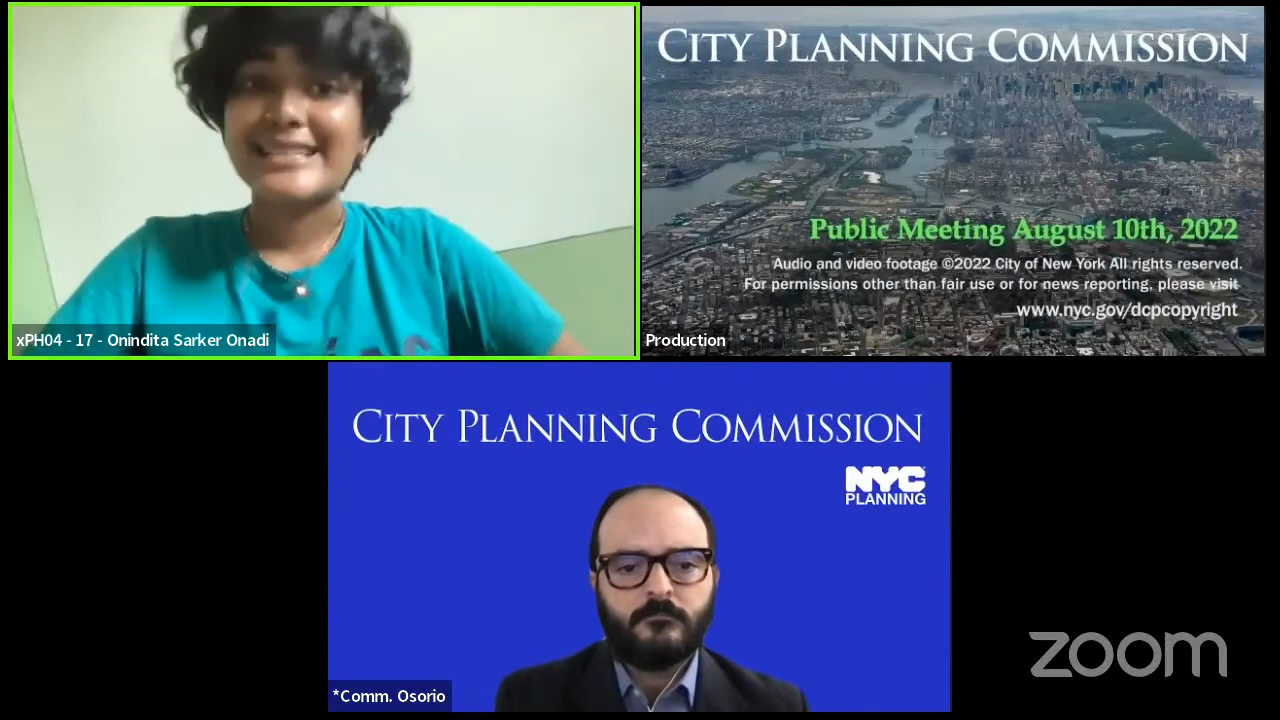 xPH04 - 17 - Onindita Sarker Onadi
CITY PLANNING COMMISSION
Public Meeting August 10th, 2022
Audio and video footage ©2022 City of New York All rights reserved.
For permissions other than fair use or for news reporting, please visit
www.nyc.gov/dcpcopyright
Production
CITY PLANNING COMMISSION
NYC
PLANNING
*Comm. Osorio
zoom